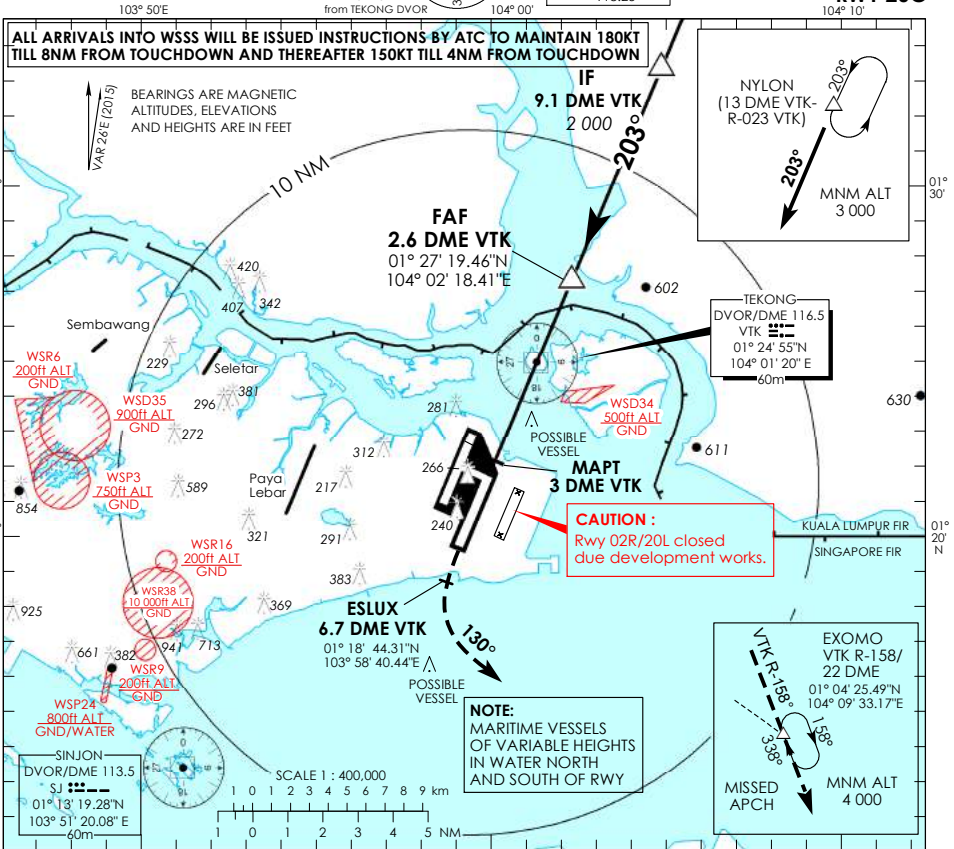 103° 50'E
from TEKONG DVOR
104° 00'
104° 10'
ALL ARRIVALS INTO WSSS WILL BE ISSUED INSTRUCTIONS BY ATC TO MAINTAIN 180KT
TILL 8NM FROM TOUCHDOWN AND THEREAFTER 150KT TILL 4NM FROM TOUCHDOWN
VAR 26'E (2015)
BEARINGS ARE MAGNETIC
ALTITUDES, ELEVATIONS
AND HEIGHTS ARE IN FEET
IF
9.1 DME VTK
2 000
203°
10 NM
NYLON
(13 DME VTK-
R-023 VTK)
203°
203°
MNM ALT
3 000
01°
30'
FAF
2.6 DME VTK
01° 27' 19.46"N
104° 02' 18.41"E
420
342
407
602
TEKONG
DVOR/DME 116.5
VTK
01° 24' 55"N
104° 01' 20" E
60m
Sembawang
229
Seletar
0
9
18
27
WSR6
200ft ALT
GND
WSD35
900ft ALT
GND
296
381
281
WSD34
500ft ALT
GND
630
272
POSSIBLE
VESSEL
611
312
266
MAPT
3 DME VTK
WSP3
750ft ALT
GND
589
Paya
Lebar
217
854
240
CAUTION :
Rwy 02R/20L closed
due development works.
321
291
KUALA LUMPUR FIR
SINGAPORE FIR
01°
20'
N
WSR16
200ft ALT
GND
383
WSR38
10 000ft ALT
GND
369
925
ESLUX
6.7 DME VTK
01° 18' 44.31"N
103° 58' 40.44"E
130°
POSSIBLE
VESSEL
661
382
941
713
WSR9
200ft ALT
GND
WSP24
800ft ALT
GND/WATER
NOTE:
MARITIME VESSELS
OF VARIABLE HEIGHTS
IN WATER NORTH
AND SOUTH OF RWY
VTK R-158°
EXOMO
VTK R-158/
22 DME
01° 04' 25.49"N
104° 09' 33.17"E
158°
338°
MISSED
APCH
MNM ALT
4 000
SINJON
DVOR/DME 113.5
SJ
01° 13' 19.28"N
103° 51' 20.08" E
60m
0
9
18
27
SCALE 1 : 400,000
1 0 1 2 3 4 5 6 7 8 9 km
1 0 1 2 3 4 5 NM